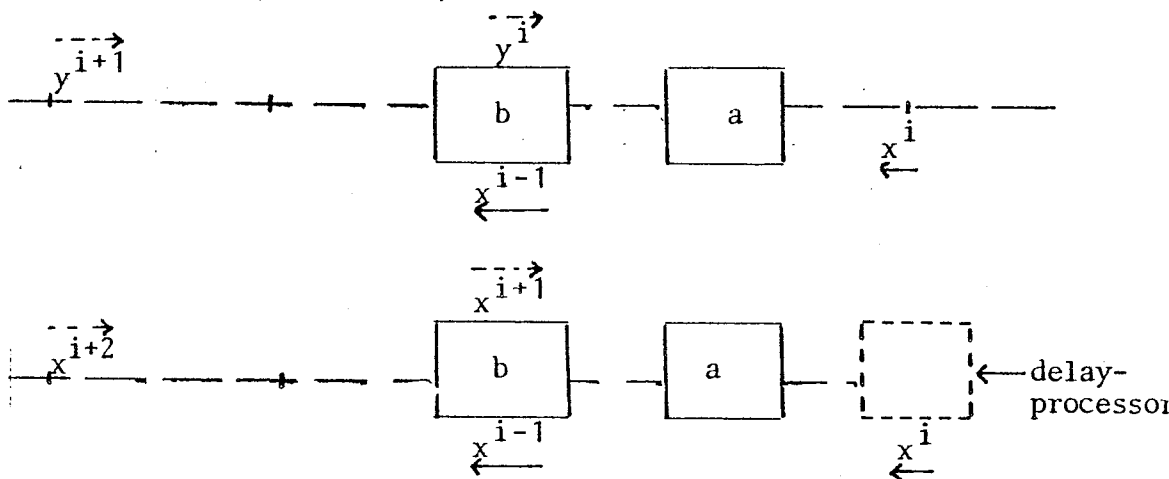 y^{i+1} y^i
b a
x^{i-1} x^i
x^{i+2} x^{i+1}
b a delay-
processor
x^{i-1} x^i